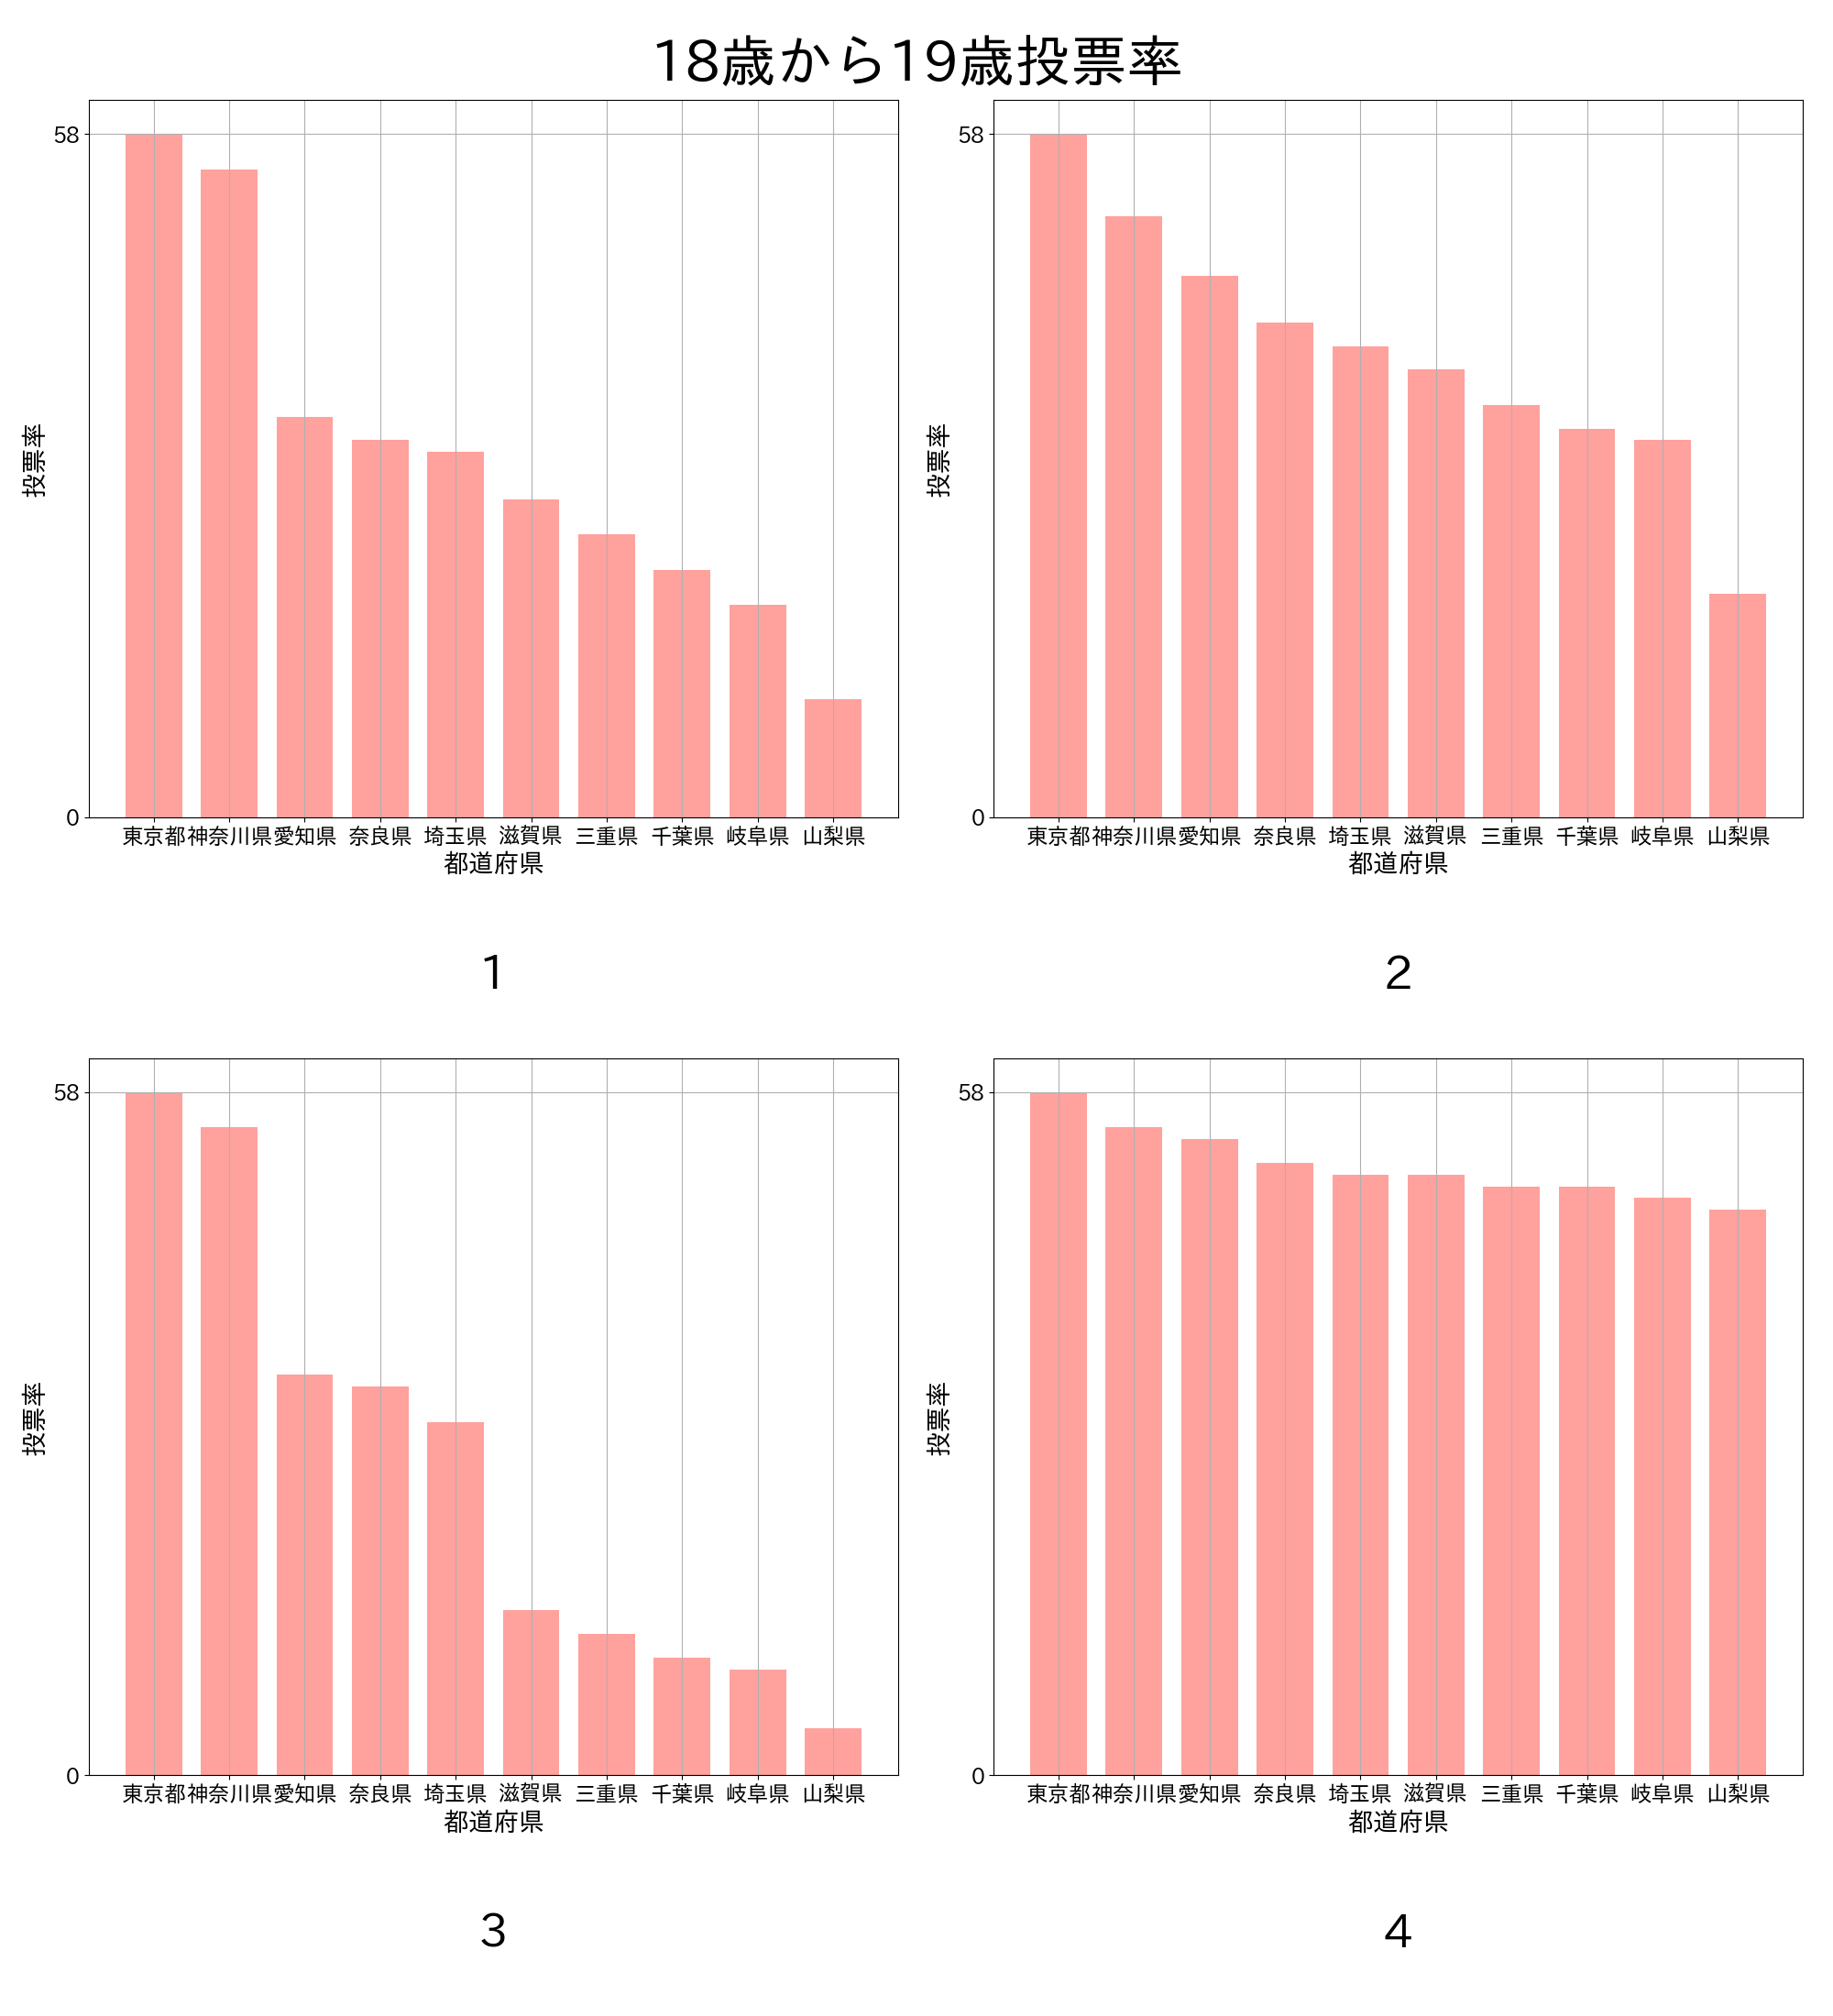 18歳から19歳投票率
58
0
投票率
東京都 神奈川県 愛知県 奈良県 埼玉県 滋賀県 三重県 千葉県 岐阜県 山梨県
都道府県
1
58
0
投票率
東京都 神奈川県 愛知県 奈良県 埼玉県 滋賀県 三重県 千葉県 岐阜県 山梨県
都道府県
2
58
0
投票率
東京都 神奈川県 愛知県 奈良県 埼玉県 滋賀県 三重県 千葉県 岐阜県 山梨県
都道府県
3
58
0
投票率
東京都 神奈川県 愛知県 奈良県 埼玉県 滋賀県 三重県 千葉県 岐阜県 山梨県
都道府県
4